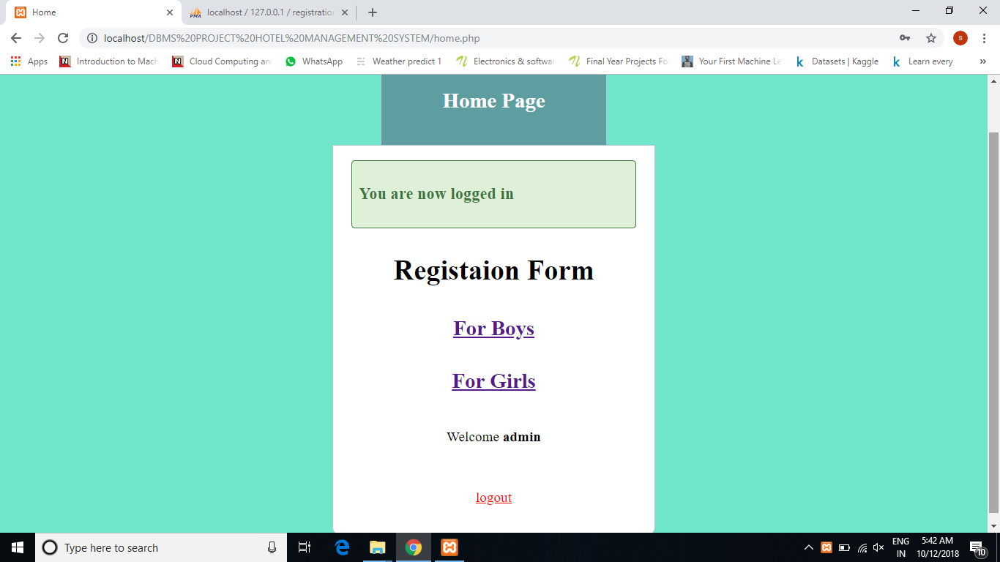 Home
localhost / 127.0.0.1 / registration
localhost/DBMS%20PROJECT%20HOTEL%20MANAGEMENT%20SYSTEM/home.php
S
Apps
Introduction to Mach
Cloud Computing an
WhatsApp
Weather predict 1
Electronics & softwar
Final Year Projects Fo
Your First Machine Le
Datasets | Kaggle
Learn every
Home Page
You are now logged in
Registaion Form
For Boys
For Girls
Welcome admin
logout
Type here to search
ENG
IN
5:42 AM
10/12/2018
10